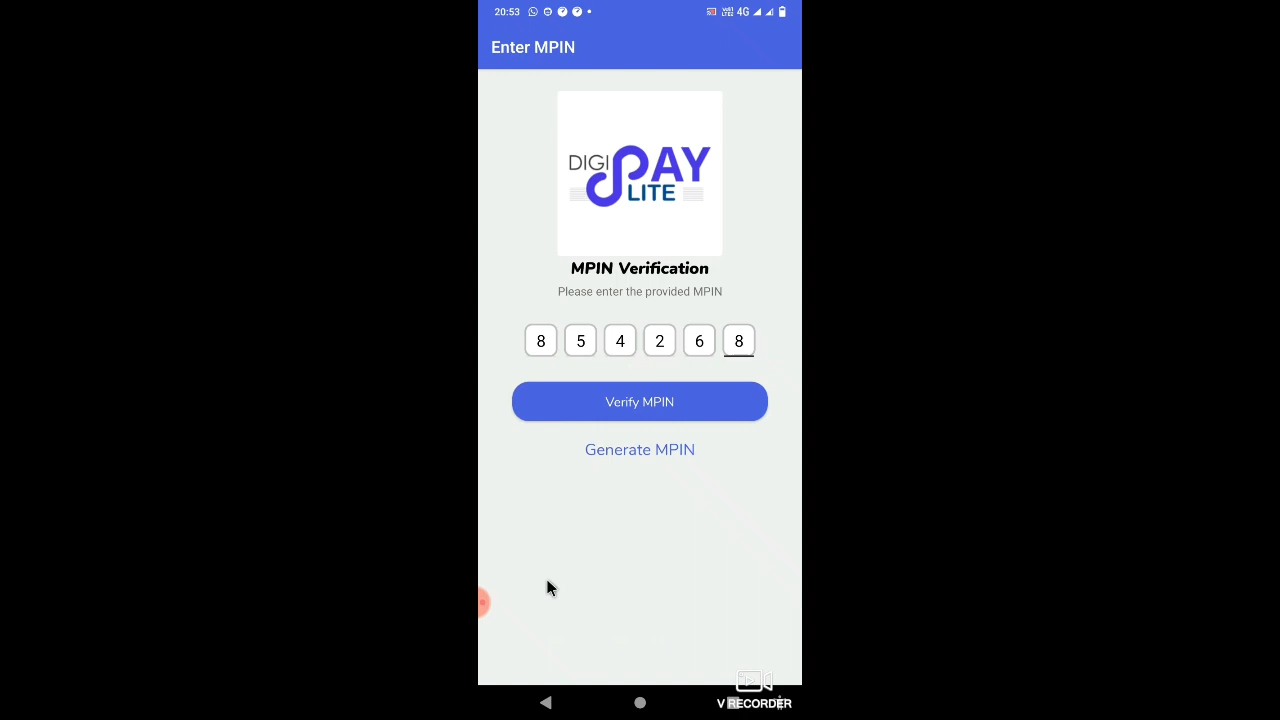 20:53 4G
Enter MPIN
DIGI PAY
LITE
MPIN Verification
Please enter the provided MPIN
8 5 4 2 6 8
Verify MPIN
Generate MPIN
V RECORDER